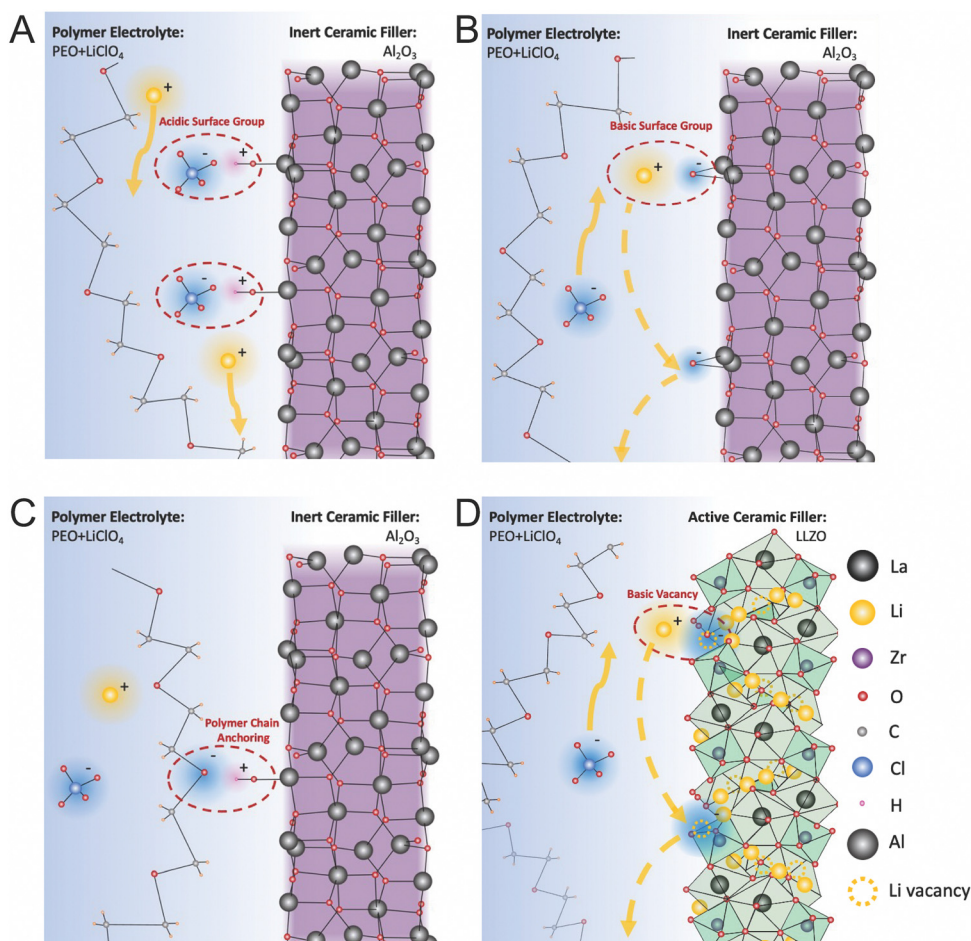 A
Polymer Electrolyte:
PEO+LiClO₄
Inert Ceramic Filler:
Al₂O₃
+
Acidic Surface Group
-
+
-
+
+
B
Polymer Electrolyte:
PEO+LiClO₄
Inert Ceramic Filler:
Al₂O₃
Basic Surface Group
+
-
-
-
C
Polymer Electrolyte:
PEO+LiClO₄
Inert Ceramic Filler:
Al₂O₃
+
Polymer Chain
Anchoring
-
-
+
D
Polymer Electrolyte:
PEO+LiClO₄
Active Ceramic Filler:
LLZO
Basic Vacancy
+
-
-
La
Li
Zr
O
C
Cl
H
Al
Li vacancy